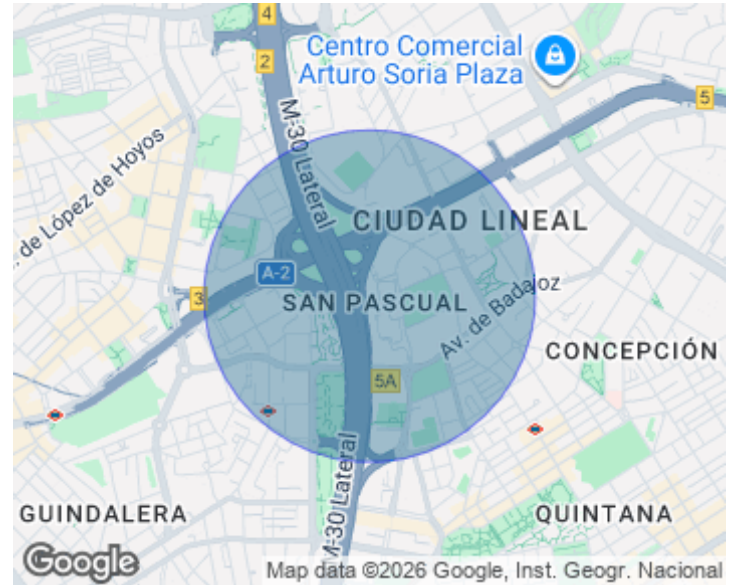 4
2
Centro Comercial
Arturo Soria Plaza
5
M-30 Lateral
. de López de Hoyos
CIUDAD LINEAL
A-2
3
SAN PASCUAL
Av. de Badajoz
CONCEPCIÓN
5A
M-30 Lateral
GUINDALERA
QUINTANA
Google
Map data ©2026 Google, Inst. Geogr. Nacional